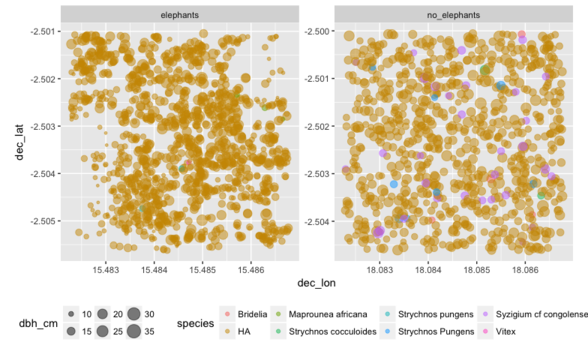 elephants
no_elephants
-2.501
-2.502
-2.503
-2.504
-2.505
-2.500
-2.501
-2.502
-2.503
-2.504
dec_lat
15.483
15.484
15.485
15.486
18.083
18.084
18.085
18.086
dec_lon
dbh_cm
10
20
30
15
25
35
species
Bridelia
Maprounea africana
Strychnos pungens
Syzigium cf congolense
HA
Strychnos cocculoides
Strychnos Pungens
Vitex